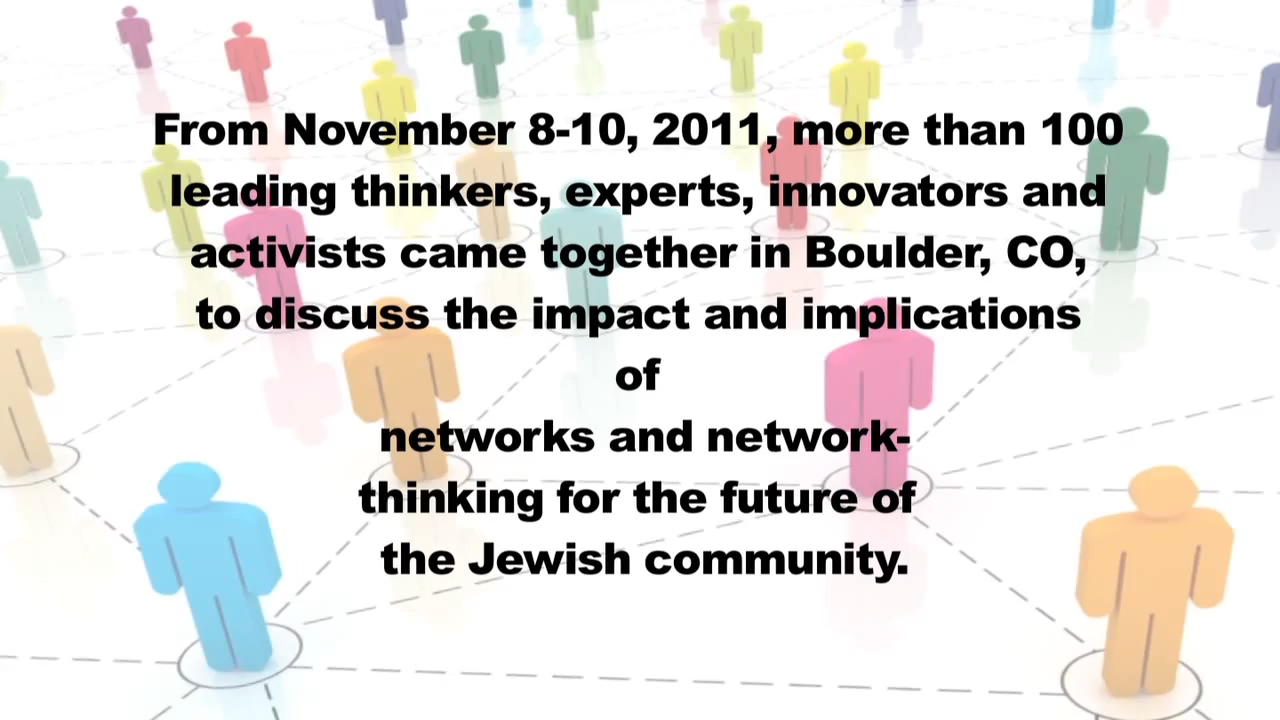 From November 8-10, 2011, more than 100
leading thinkers, experts, innovators and
activists came together in Boulder, CO,
to discuss the impact and implications
of
networks and network-
thinking for the future of
the Jewish community.